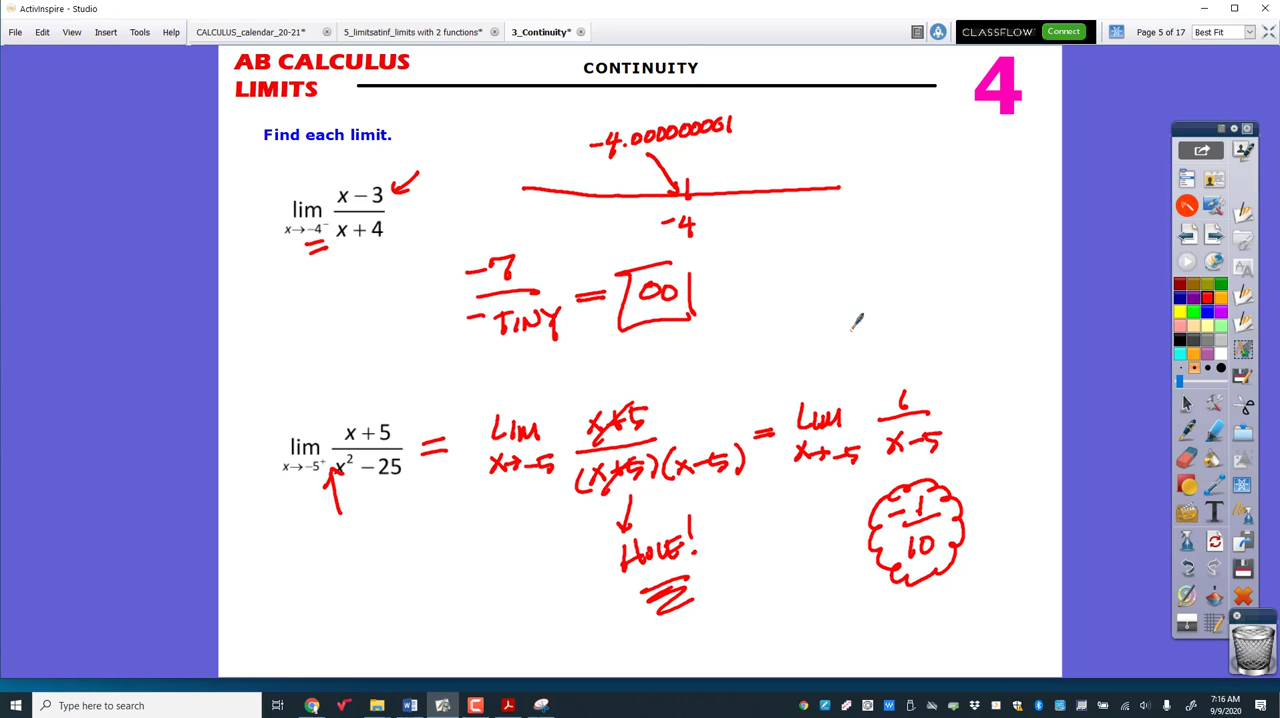 ActivInspire - Studio
File Edit View Insert Tools Help
CALCULUS_calendar_20-21*
5_limitsatinf_limits with 2 functions*
3_Continuity*
CLASSFLOW Connect
Page 5 of 17
Best Fit
AB CALCULUS
LIMITS
CONTINUITY
4
Find each limit.
-4.000000001
lim x→-4⁻ (x - 3)/(x + 4)
-4
-7/-TINY = ∞
lim x→-5⁺ (x + 5)/(x² - 25) = LIM x→-5 (x+5)/((x+5)(x-5)) = LIM x→-5 1/(x-5)
HOLE!
-1/10
Type here to search
7:16 AM
9/9/2020